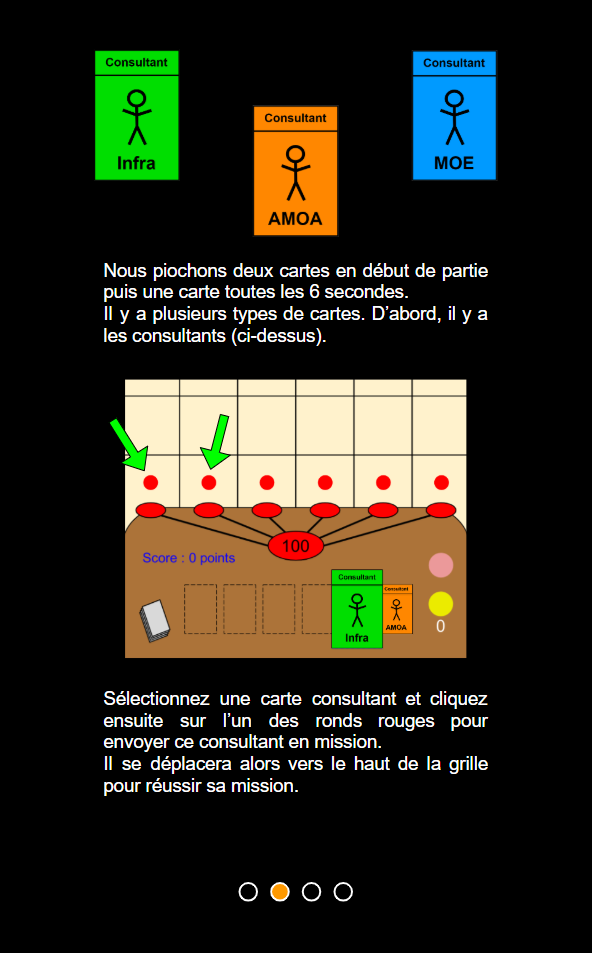 Consultant
Infra
Consultant
AMOA
Consultant
MOE
Nous piochons deux cartes en début de partie
puis une carte toutes les 6 secondes.
Il y a plusieurs types de cartes. D’abord, il y a
les consultants (ci-dessus).
100
Score : 0 points
Consultant
Infra
Consultant
AMOA
0
Sélectionnez une carte consultant et cliquez
ensuite sur l’un des ronds rouges pour
envoyer ce consultant en mission.
Il se déplacera alors vers le haut de la grille
pour réussir sa mission.